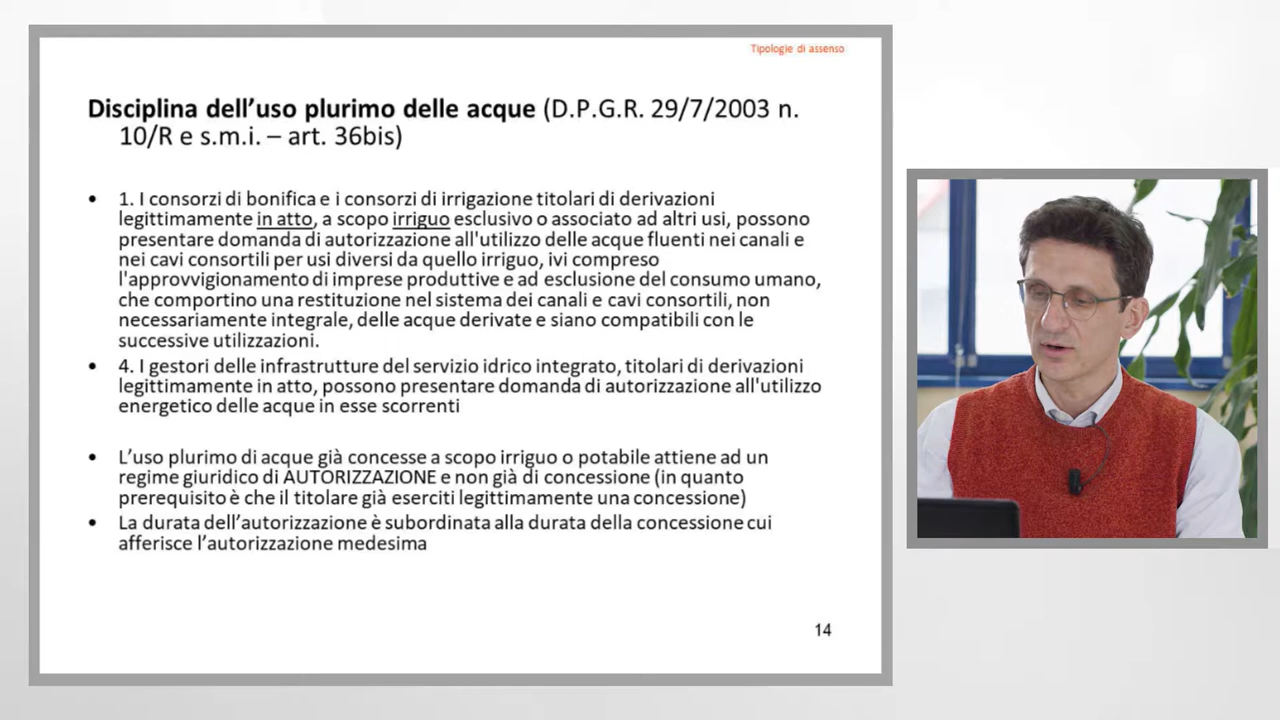 Tipologie di assenso
Disciplina dell'uso plurimo delle acque (D.P.G.R. 29/7/2003 n.
10/R e s.m.i. – art. 36bis)
• 1. I consorzi di bonifica e i consorzi di irrigazione titolari di derivazioni
legittimamente in atto, a scopo irriguo esclusivo o associato ad altri usi, possono
presentare domanda di autorizzazione all'utilizzo delle acque fluenti nei canali e
nei cavi consortili per usi diversi da quello irriguo, ivi compreso
l'approvvigionamento di imprese produttive e ad esclusione del consumo umano,
che comportino una restituzione nel sistema dei canali e cavi consortili, non
necessariamente integrale, delle acque derivate e siano compatibili con le
successive utilizzazioni.
• 4. I gestori delle infrastrutture del servizio idrico integrato, titolari di derivazioni
legittimamente in atto, possono presentare domanda di autorizzazione all'utilizzo
energetico delle acque in esse scorrenti
• L'uso plurimo di acque già concesse a scopo irriguo o potabile attiene ad un
regime giuridico di AUTORIZZAZIONE e non già di concessione (in quanto
prerequisito è che il titolare già eserciti legittimamente una concessione)
• La durata dell'autorizzazione è subordinata alla durata della concessione cui
afferisce l'autorizzazione medesima
14